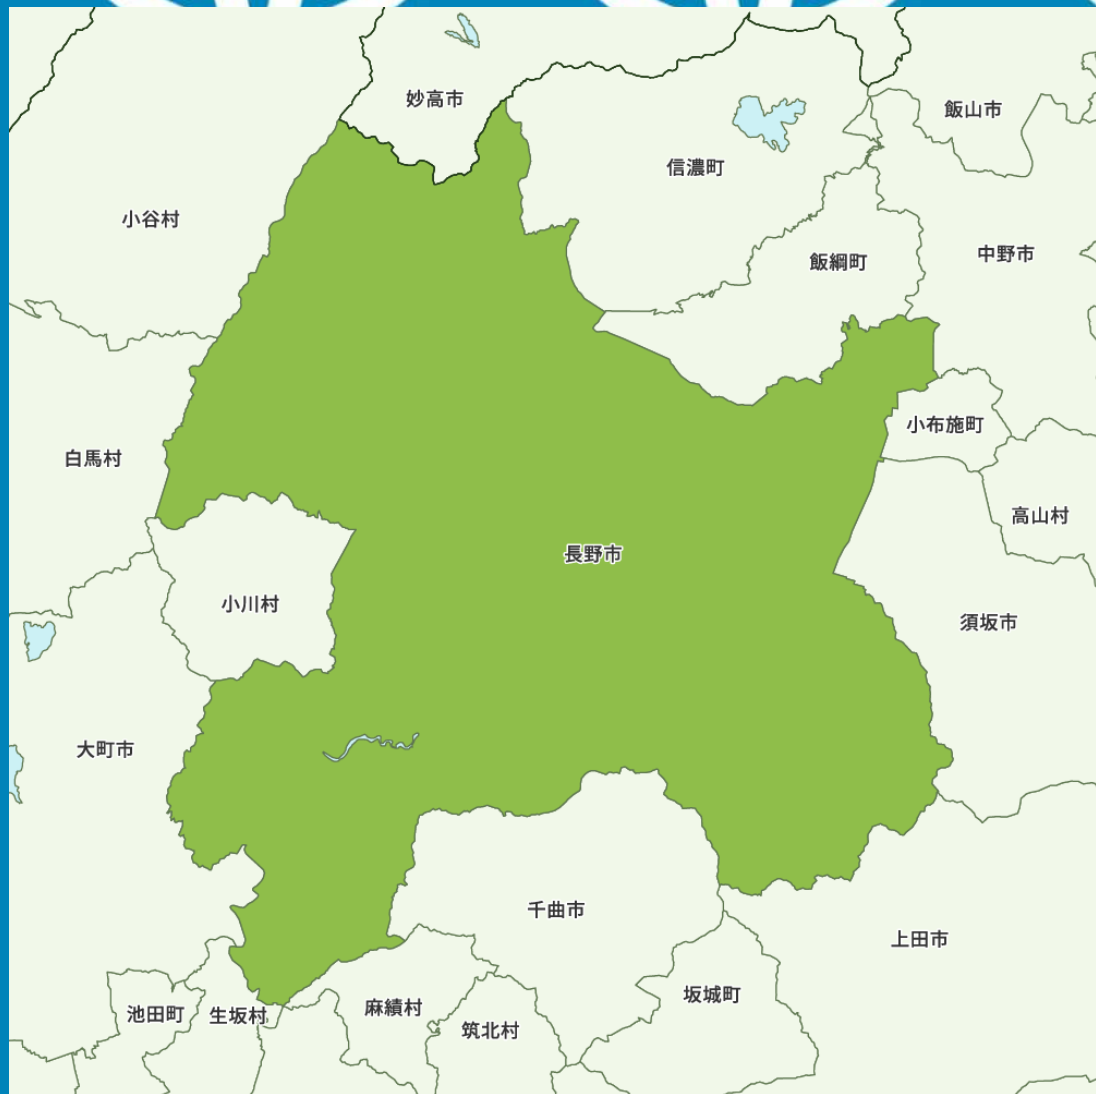 妙高市
飯山市
信濃町
小谷村
中野市
飯綱町
小布施町
白馬村
高山村
長野市
小川村
須坂市
大町市
千曲市
上田市
坂城町
麻績村
池田町
生坂村
筑北村